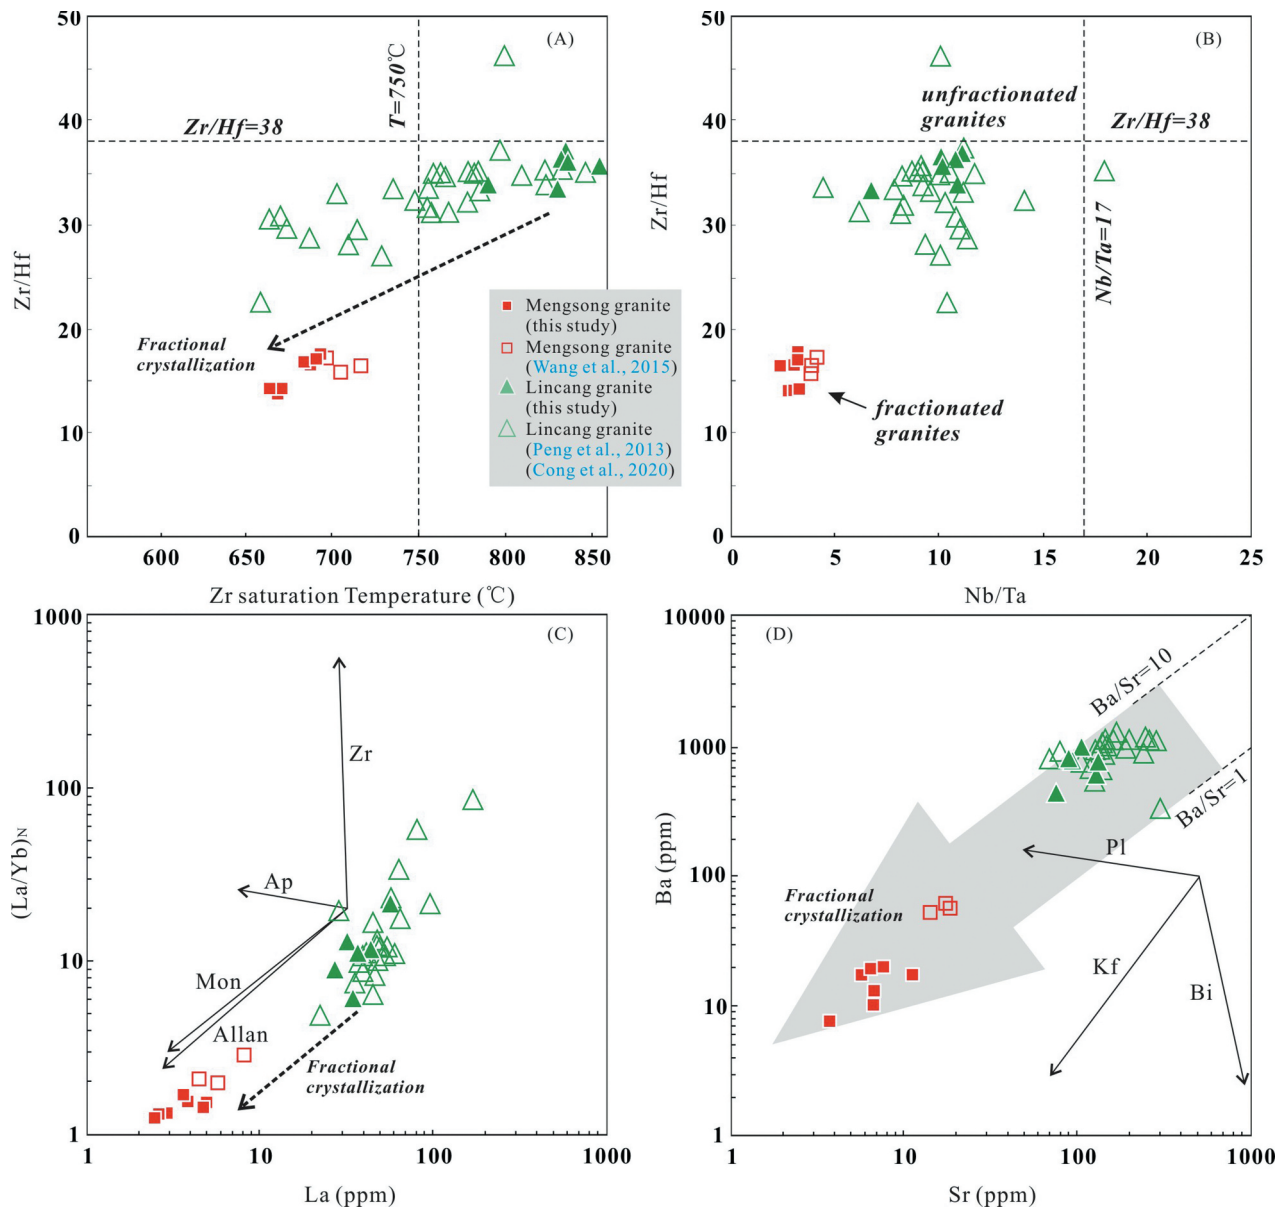 50
40
30
20
10
0
Zr/Hf
(A)
T=750℃
Zr/Hf=38
Fractional
crystallization
600
650
700
750
800
850
Zr saturation Temperature (℃)
Mengsong granite
(this study)
Mengsong granite
(Wang et al., 2015)
Lincang granite
(this study)
Lincang granite
(Peng et al., 2013)
(Cong et al., 2020)
50
40
30
20
10
0
Zr/Hf
(B)
unfractionated
granites
Zr/Hf=38
Nb/Ta=17
fractionated
granites
0
5
10
15
20
25
Nb/Ta
1000
100
10
1
(La/Yb)N
(C)
Zr
Ap
Mon
Allan
Fractional
crystallization
1
10
100
1000
La (ppm)
10000
1000
100
10
1
Ba (ppm)
(D)
Ba/Sr=10
Ba/Sr=1
Pl
Kf
Bi
Fractional
crystallization
1
10
100
1000
Sr (ppm)